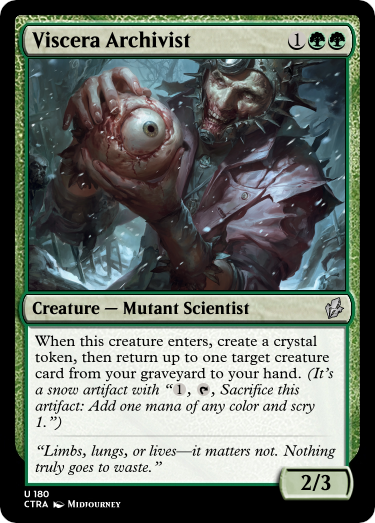 Viscera Archivist 1
Creature — Mutant Scientist
When this creature enters, create a crystal
token, then return up to one target creature
card from your graveyard to your hand. (It's
a snow artifact with “1, , Sacrifice this
artifact: Add one mana of any color and scry
1.”)
“Limbs, lungs, or lives—it matters not. Nothing
truly goes to waste.”
2/3
U 180
CTRA Midjourney